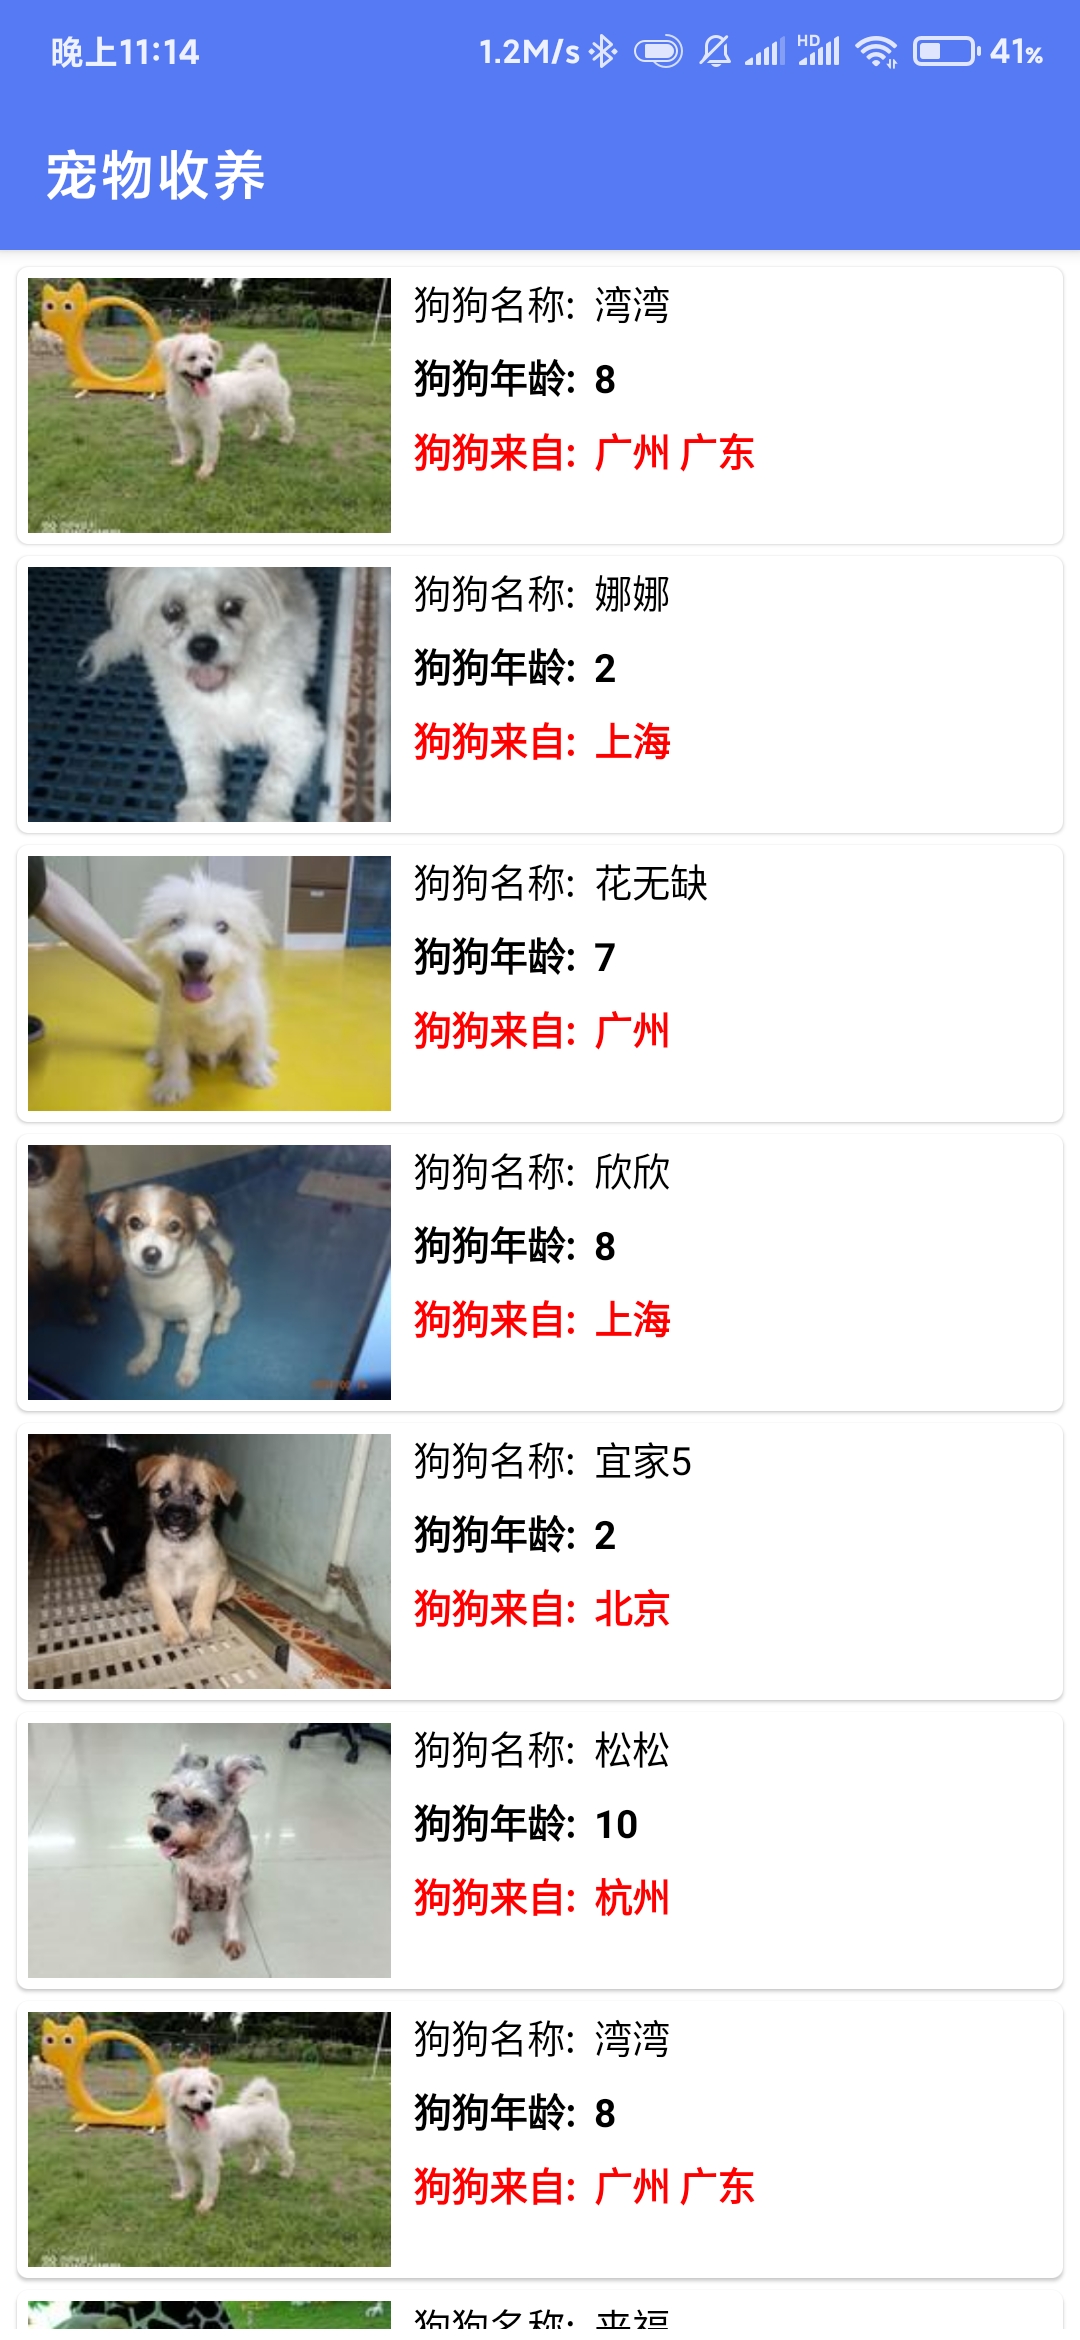 晚上11:14
1.2M/s HD 41%
宠物收养
狗狗名称: 湾湾
狗狗年龄: 8
狗狗来自: 广州 广东
狗狗名称: 娜娜
狗狗年龄: 2
狗狗来自: 上海
狗狗名称: 花无缺
狗狗年龄: 7
狗狗来自: 广州
狗狗名称: 欣欣
狗狗年龄: 8
狗狗来自: 上海
狗狗名称: 宜家5
狗狗年龄: 2
狗狗来自: 北京
狗狗名称: 松松
狗狗年龄: 10
狗狗来自: 杭州
狗狗名称: 湾湾
狗狗年龄: 8
狗狗来自: 广州 广东
狗狗名称: 来福